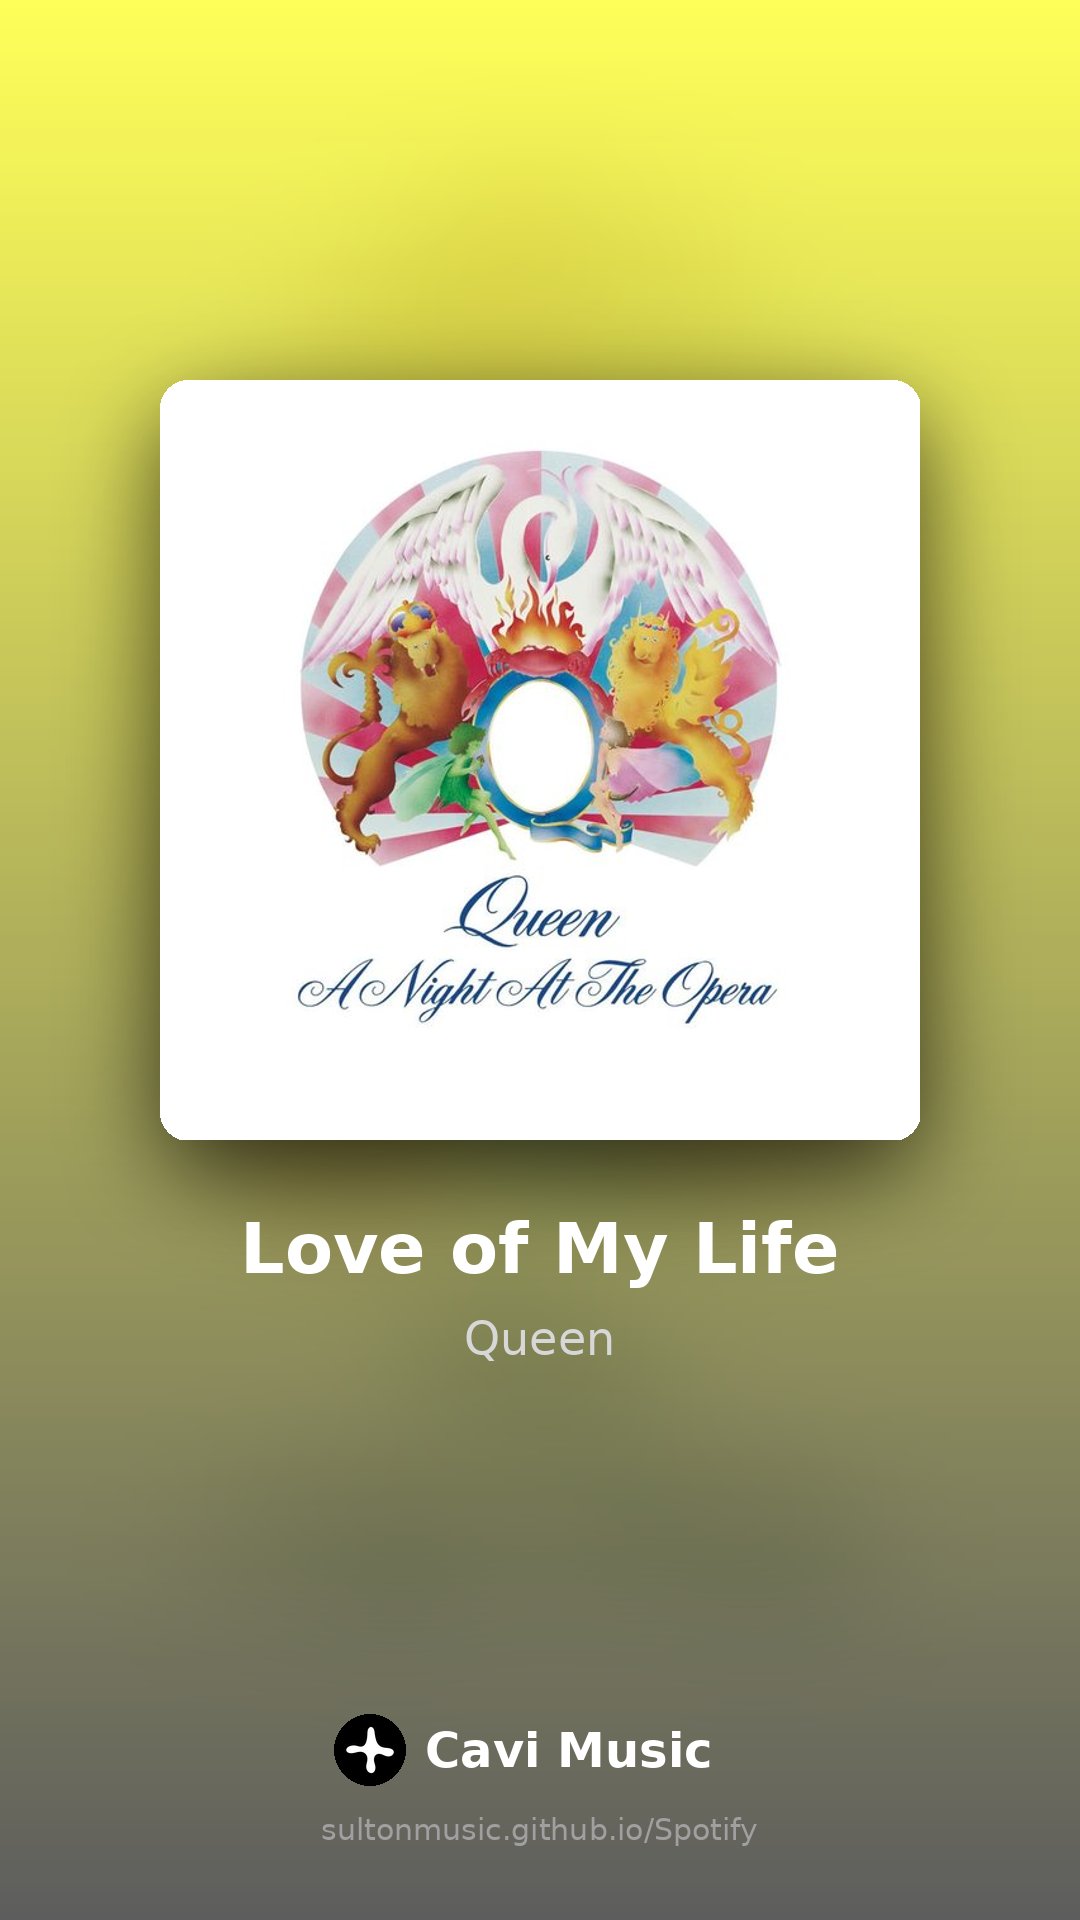 Queen
A Night At The Opera
Love of My Life
Queen
Cavi Music
sultonmusic.github.io/Spotify